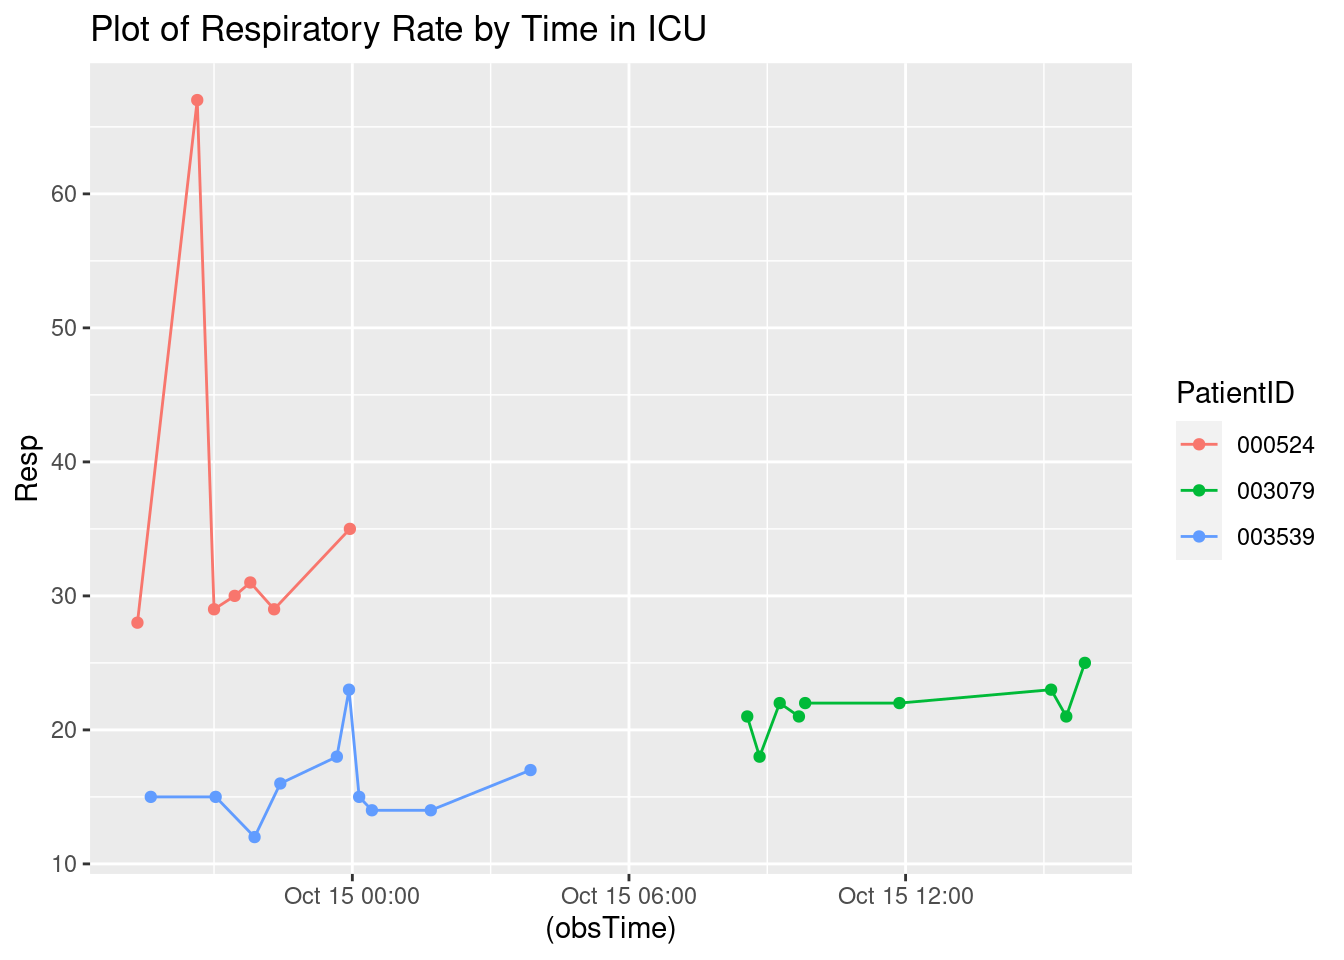 Plot of Respiratory Rate by Time in ICU
60
50
40
30
20
10
Resp
Oct 15 00:00
Oct 15 06:00
Oct 15 12:00
(obsTime)
PatientID
000524
003079
003539